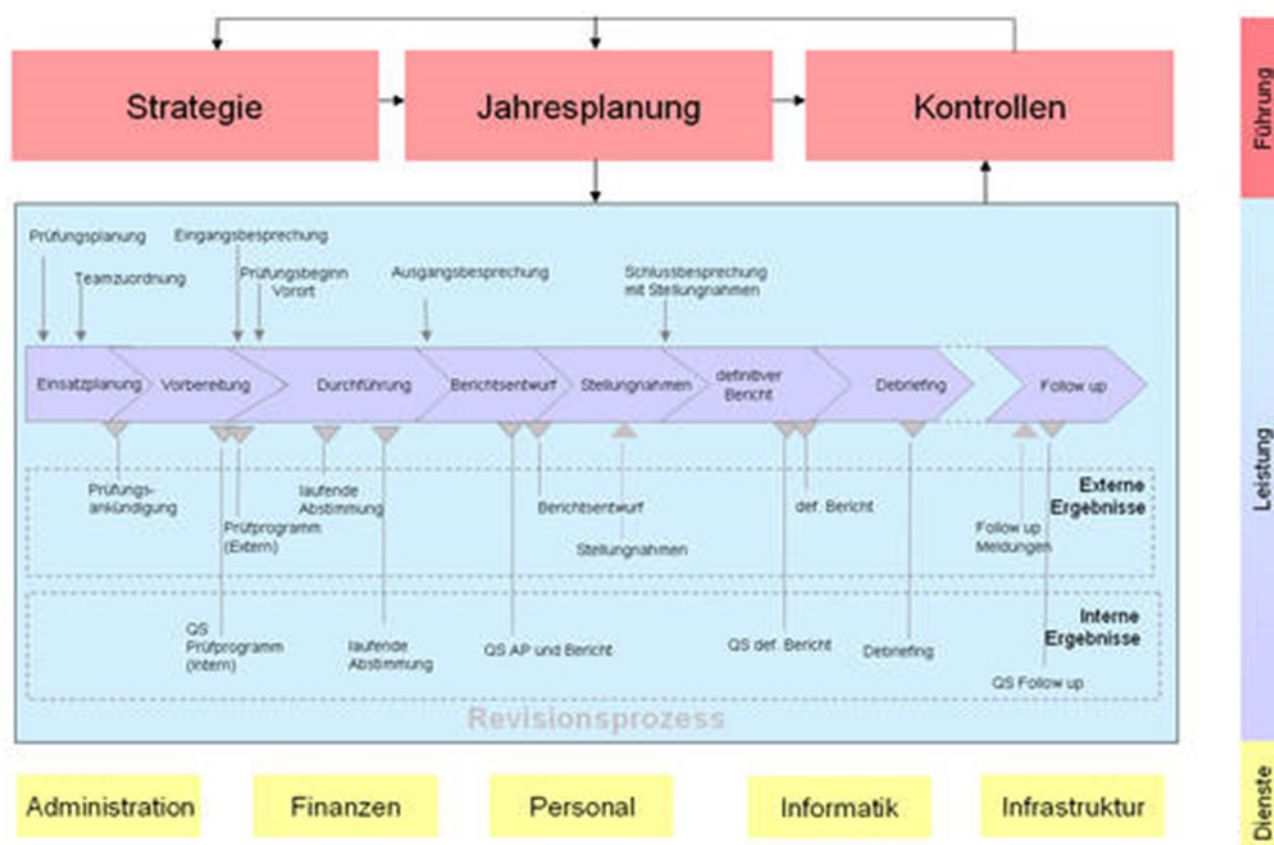 Strategie
Jahresplanung
Kontrollen
Führung
Prüfungsplanung
Eingangsbesprechung
Teamzuordnung
Prüfungsbeginn
Vorort
Ausgangsbesprechung
Schlussbesprechung
mit Stellungnahmen
Einsatzplanung
Vorbereitung
Durchführung
Berichtsentwurf
Stellungnahmen
definitiver
Bericht
Debriefing
Follow up
Leistung
Prüfungs-
ankündigung
Prüfprogramm
(Extern)
laufende
Abstimmung
Berichtsentwurf
Stellungnahmen
def. Bericht
Follow up
Meldungen
Externe
Ergebnisse
QS
Prüfprogramm
(Intern)
laufende
Abstimmung
QS AP und Bericht
QS def. Bericht
Debriefing
QS Follow up
Interne
Ergebnisse
Revisionsprozess
Administration
Finanzen
Personal
Informatik
Infrastruktur
Dienste